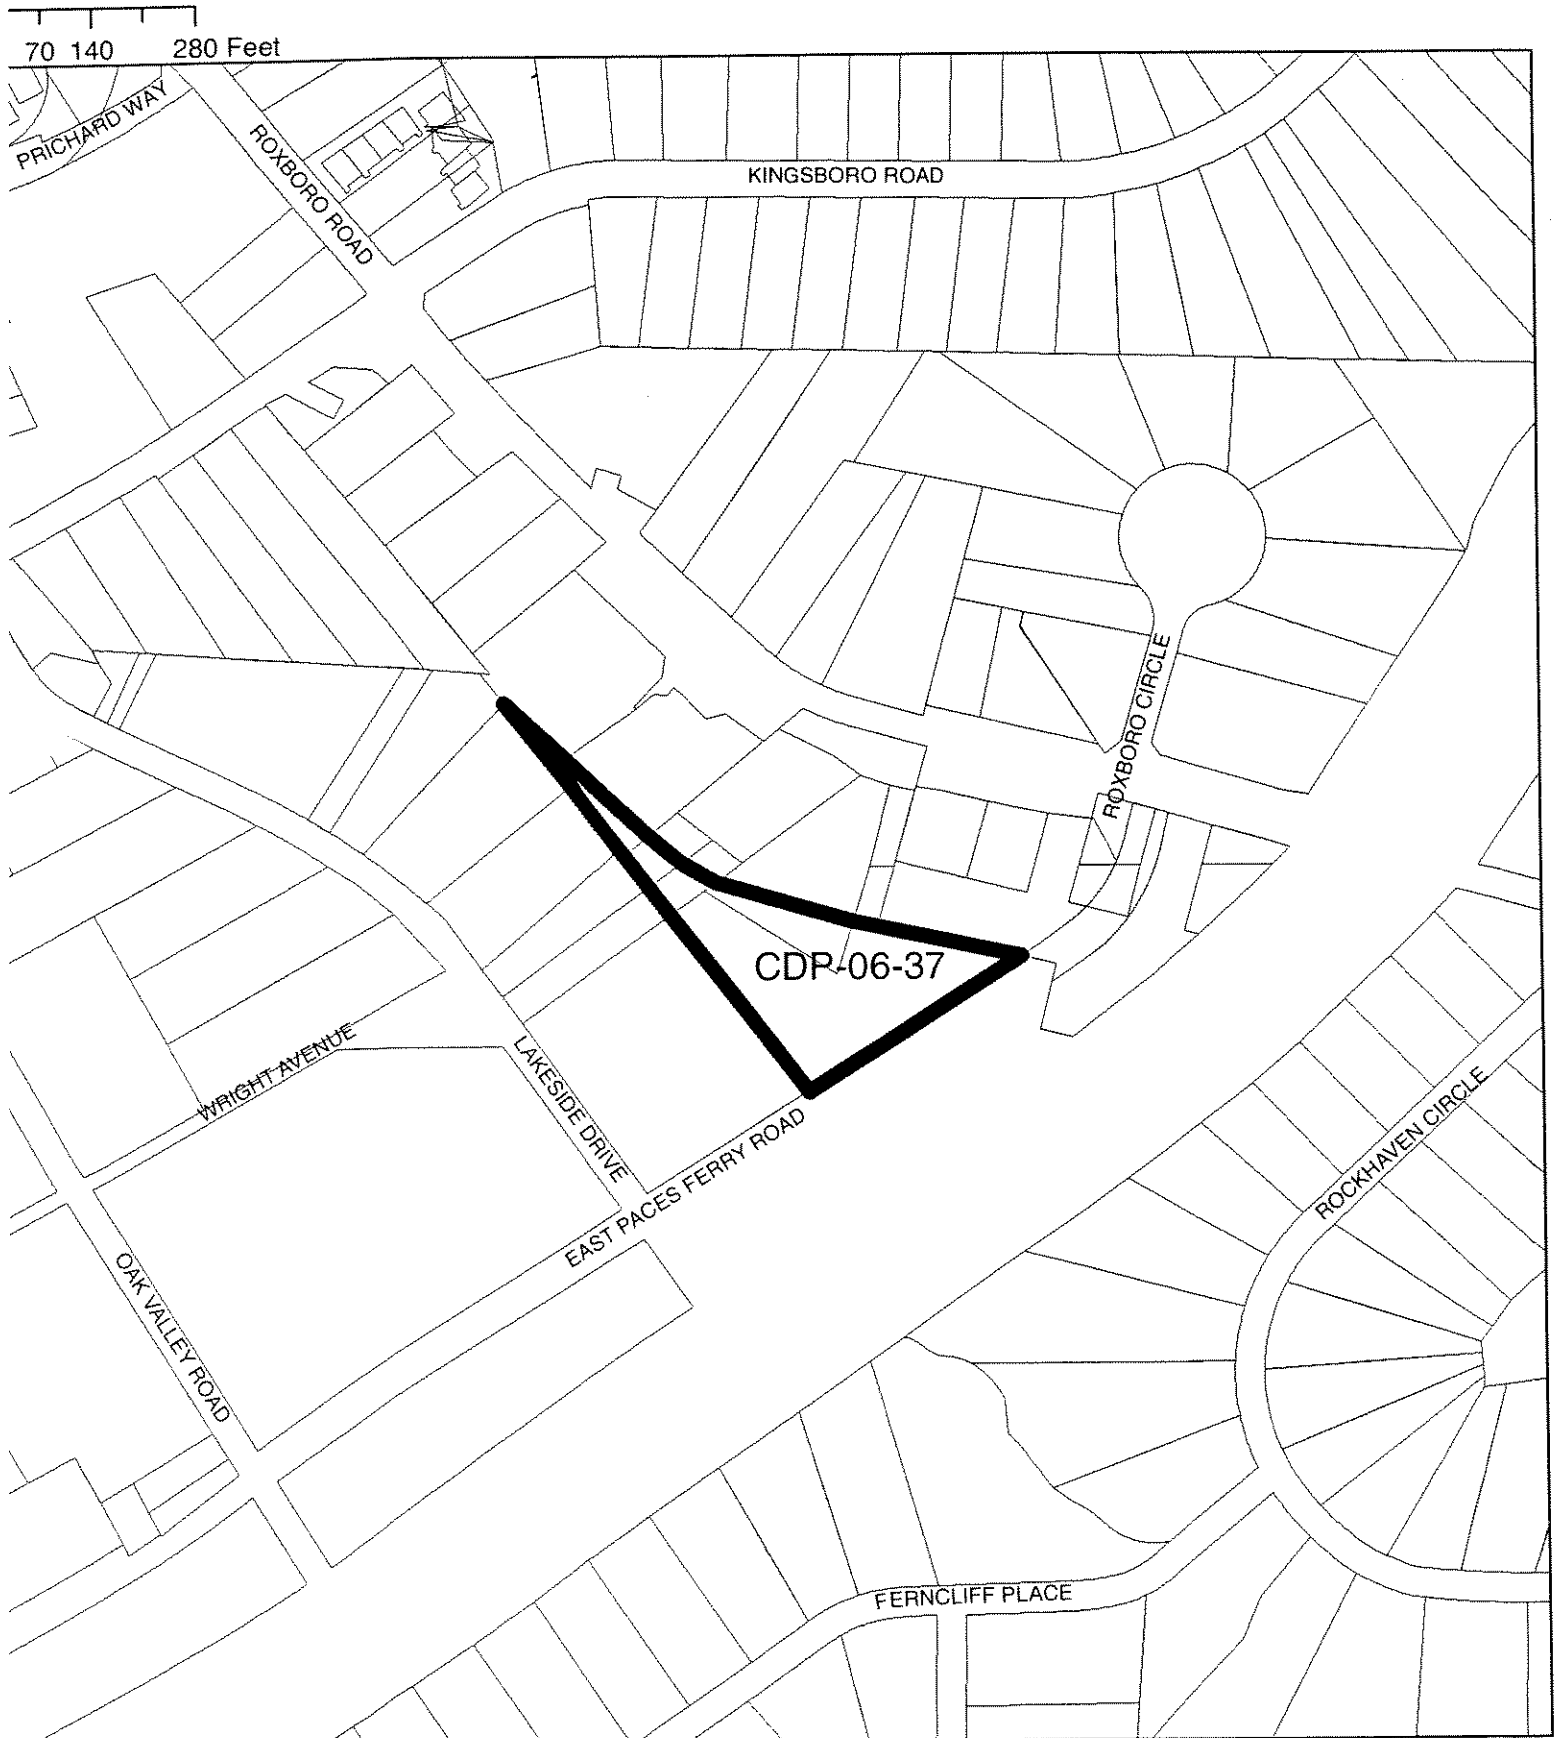 70 140 280 Feet
PRICHARD WAY
ROXBORO ROAD
KINGSBORO ROAD
ROXBORO CIRCLE
CDP-06-37
WRIGHT AVENUE
LAKESIDE DRIVE
EAST PACES FERRY ROAD
ROCKHAVEN CIRCLE
OAK VALLEY ROAD
FERNCLIFF PLACE